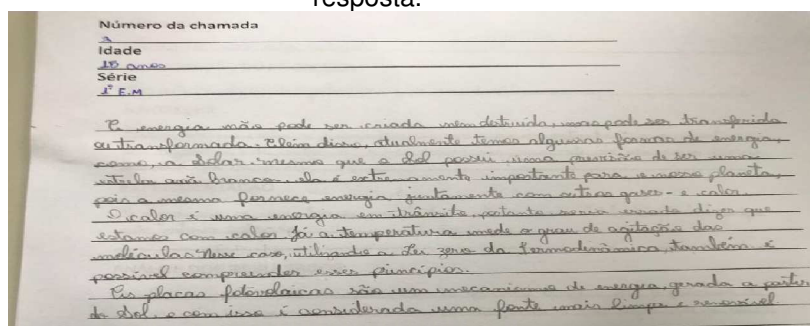 resposta.
Número da chamada
3
Idade
15 anos
Série
1° E.M
A energia não pode ser criada nem destruída, mas pode ser transferida
ou transformada. Além disso, atualmente temos algumas formas de energia,
como, a solar, mesmo que o Sol possui uma previsão de ser uma
estrela anã branca, ela é extremamente importante para o nosso planeta,
pois a mesma fornece energia juntamente com outros gases - e calor.
O calor é uma energia em trânsito, portanto seria errado dizer que
estamos com calor. Já a temperatura mede o grau de agitação das
moléculas. Nesse caso, utilizando a Lei zero da Termodinâmica, também é
possível compreender esses princípios.
As placas fotovolaicas são um mecanismo de energia, gerada a partir
do Sol, e com isso é considerada uma fonte mais limpa e renovável